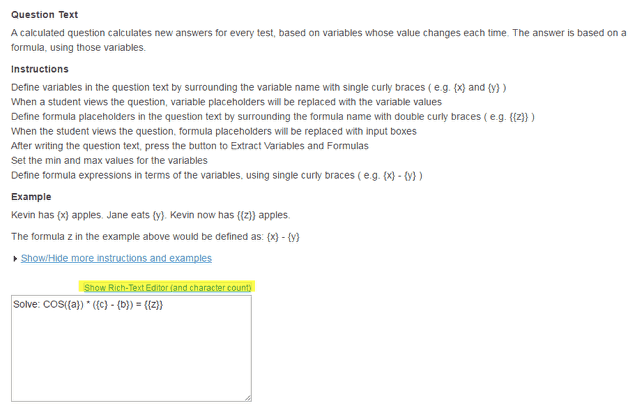 Question Text
A calculated question calculates new answers for every test, based on variables whose value changes each time. The answer is based on a
formula, using those variables.
Instructions
Define variables in the question text by surrounding the variable name with single curly braces ( e.g. {x} and {y} )
When a student views the question, variable placeholders will be replaced with the variable values
Define formula placeholders in the question text by surrounding the formula name with double curly braces ( e.g. {{z}} )
When the student views the question, formula placeholders will be replaced with input boxes
After writing the question text, press the button to Extract Variables and Formulas
Set the min and max values for the variables
Define formula expressions in terms of the variables, using single curly braces ( e.g. {x} - {y} )
Example
Kevin has {x} apples. Jane eats {y}. Kevin now has {{z}} apples.
The formula z in the example above would be defined as: {x} - {y}
Show/Hide more instructions and examples
Show Rich-Text Editor (and character count)
Solve: COS({a}) * ({c} - {b}) = {{z}}